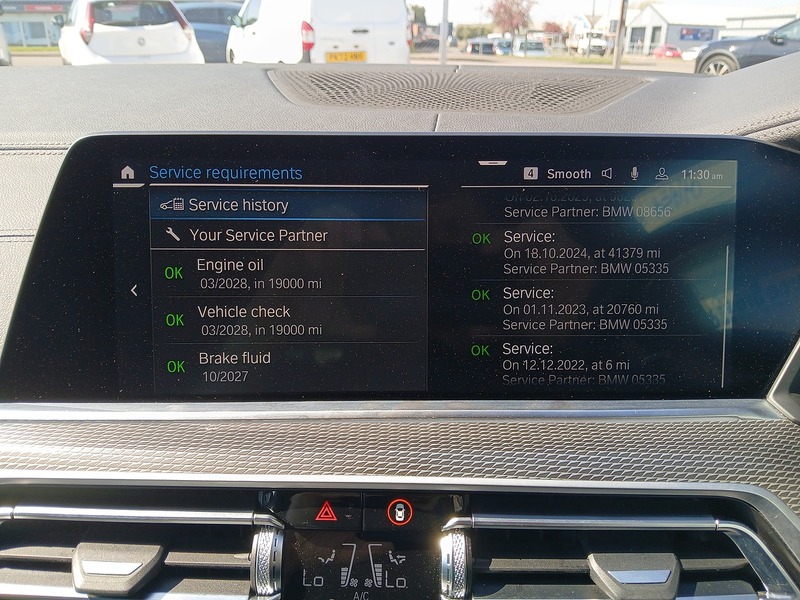 Service requirements
4 Smooth 11:30 am
Service history
Your Service Partner
OK Engine oil
03/2028, in 19000 mi
OK Vehicle check
03/2028, in 19000 mi
OK Brake fluid
10/2027
Service Partner: BMW 08656
OK Service:
On 18.10.2024, at 41379 mi
Service Partner: BMW 05335
OK Service:
On 01.11.2023, at 20760 mi
Service Partner: BMW 05335
OK Service:
On 12.12.2022, at 6 mi
Service Partner: BMW 05335
Lo Lo
A/C